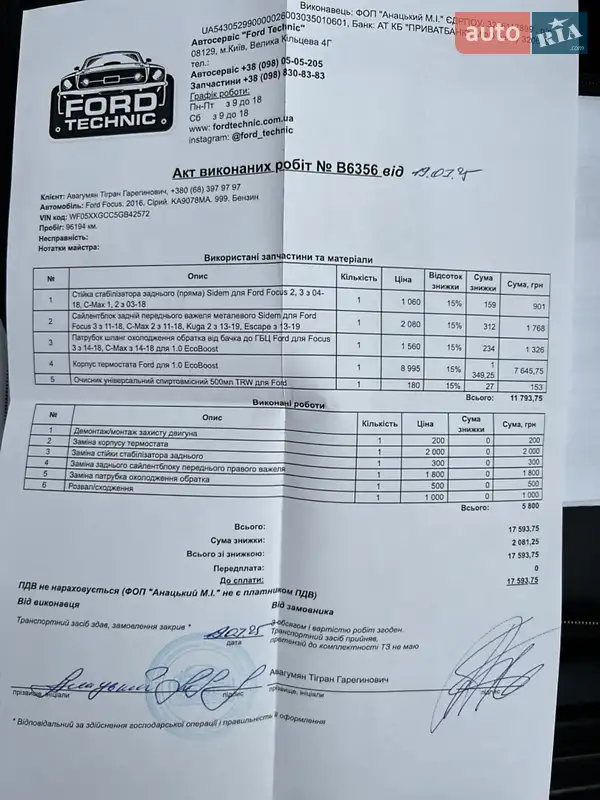 Виконавець: ФОП "Анацький М.І." ЄДРПОУ
UA543052990000026003035010601, Банк: АТ КБ "ПРИВАТБАНК
Автосервіс "Ford Technic"
08129, м.Київ, Велика Кільцева 4Г
тел.:
Автосервіс +38 (098) 05-05-205
Запчастини +38 (098) 830-83-83
Графік роботи:
Пн-Пт з 9 до 18
Сб з 9 до 18
www: fordtechnic.com.ua
instagram: @ford_technic
FORD
TECHNIC
auto RIA.com
Акт виконаних робіт № B6356 від 19.07.25
Клієнт: Авагумян Тігран Гарегинович, +380 (68) 397 97 97
Автомобіль: Ford Focus, 2016, Сірий. КА9078МА. 999. Бензин
VIN код: WF05XXGCC5GB42572
Пробіг: 96194 км.
Несправність:
Нотатки майстра:
Використані запчастини та матеріали
№ Опис Кількість Ціна Відсоток знижки Сума знижки Сума, грн
1 Стійка стабілізатора заднього (пряма) Sidem для Ford Focus 2, 3 з 04-18, C-Max 1, 2 з 03-18 1 1 060 15% 159 901
2 Сайлентблок задній переднього важеля металевого Sidem для Ford Focus 3 з 11-18, C-Max 2 з 11-18, Kuga 2 з 13-19, Escape з 13-19 1 2 080 15% 312 1 768
3 Патрубок шланг охолодження обратка від бачка до ГБЦ Ford для Focus 3 з 14-18, C-Max з 14-18 для 1.0 EcoBoost 1 1 560 15% 234 1 326
4 Корпус термостата Ford для 1.0 EcoBoost 1 8 995 15% 1 349,25 7 645,75
5 Очисник універсальний спиртовмісний 500мл TRW для Ford 1 180 15% 27 153
Всього: 11 793,75
Виконані роботи
№ Опис Кількість Ціна Сума знижки Сума, грн
1 Демонтаж/монтаж захисту двигуна 1 200 0 200
2 Заміна корпусу термостата 1 2 000 0 2 000
3 Заміна стійки стабілізатора заднього 1 300 0 300
4 Заміна заднього сайлентблоку переднього правого важеля 1 1 800 0 1 800
5 Заміна патрубка охолодження обратка 1 500 0 500
6 Розвал/сходження 1 1 000 0 1 000
Всього: 5 800
Всього: 17 593,75
Сума знижки: 2 081,25
Всього зі знижкою: 17 593,75
Передплата: 0
До сплати: 17 593,75
ПДВ не нараховується (ФОП "Анацький М.І." не є платником ПДВ)
Від виконавця
Від замовника
Транспортний засіб здав, замовлення закрив *
19.07.25
дата
З обсягом і вартістю робіт згоден.
Транспортний засіб прийняв,
претензій до комплектності ТЗ не маю
Авагумян Тігран Гарегинович
прізвище, ініціали
підпис
прізвище, ініціали
підпис
* Відповідальний за здійснення господарської операції і правильність її оформлення